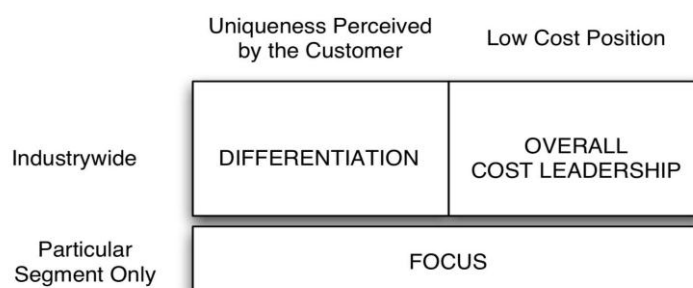 Uniqueness Perceived
by the Customer
Low Cost Position
Industrywide
DIFFERENTIATION
OVERALL
COST LEADERSHIP
Particular
Segment Only
FOCUS